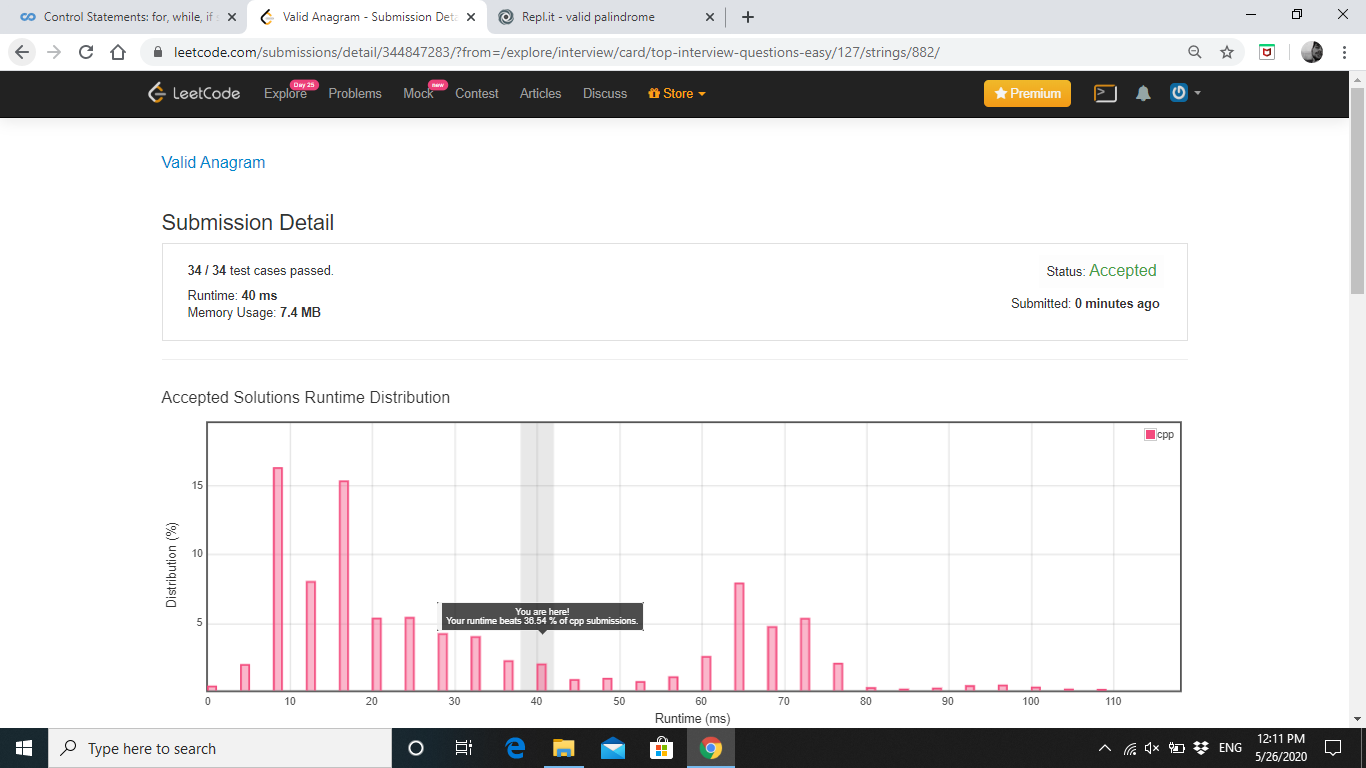 Control Statements: for, while, if
Valid Anagram - Submission Deta
Repl.it - valid palindrome
leetcode.com/submissions/detail/344847283/?from=/explore/interview/card/top-interview-questions-easy/127/strings/882/
LeetCode
Explore
Day 25
Problems
Mock
new
Contest
Articles
Discuss
Store
Premium
Valid Anagram
Submission Detail
34 / 34 test cases passed.
Status: Accepted
Runtime: 40 ms
Submitted: 0 minutes ago
Memory Usage: 7.4 MB
Accepted Solutions Runtime Distribution
cpp
15
10
5
Distribution (%)
You are here!
Your runtime beats 38.54 % of cpp submissions.
0 10 20 30 40 50 60 70 80 90 100 110
Runtime (ms)
Type here to search
ENG
12:11 PM
5/26/2020